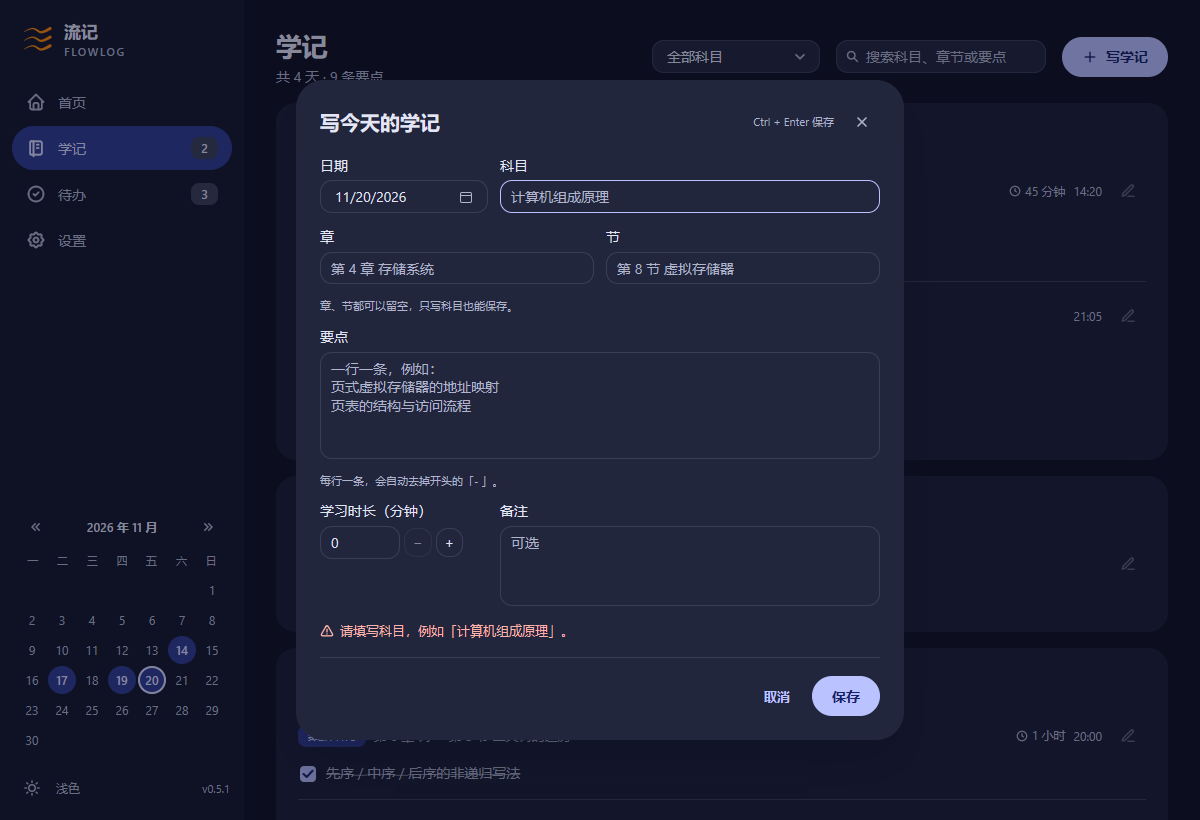 流记
FLOWLOG
首页
学记
2
待办
3
设置
« 2026 年 11 月 »
一 二 三 四 五 六 日
1
2 3 4 5 6 7 8
9 10 11 12 13 14 15
16 17 18 19 20 21 22
23 24 25 26 27 28 29
30
浅色
v0.5.1
学记
共 4 天 · 9 条要点
全部科目
搜索科目、章节或要点
+ 写学记
45 分钟 14:20
21:05
写今天的学记
Ctrl + Enter 保存
日期
科目
11/20/2026
计算机组成原理
章
节
第 4 章 存储系统
第 8 节 虚拟存储器
章、节都可以留空，只写科目也能保存。
要点
一行一条，例如：
页式虚拟存储器的地址映射
页表的结构与访问流程
每行一条，会自动去掉开头的「- 」。
学习时长（分钟）
备注
0
− +
可选
请填写科目，例如「计算机组成原理」。
取消
保存
1 小时 20:00
先序 / 中序 / 后序的非递归写法